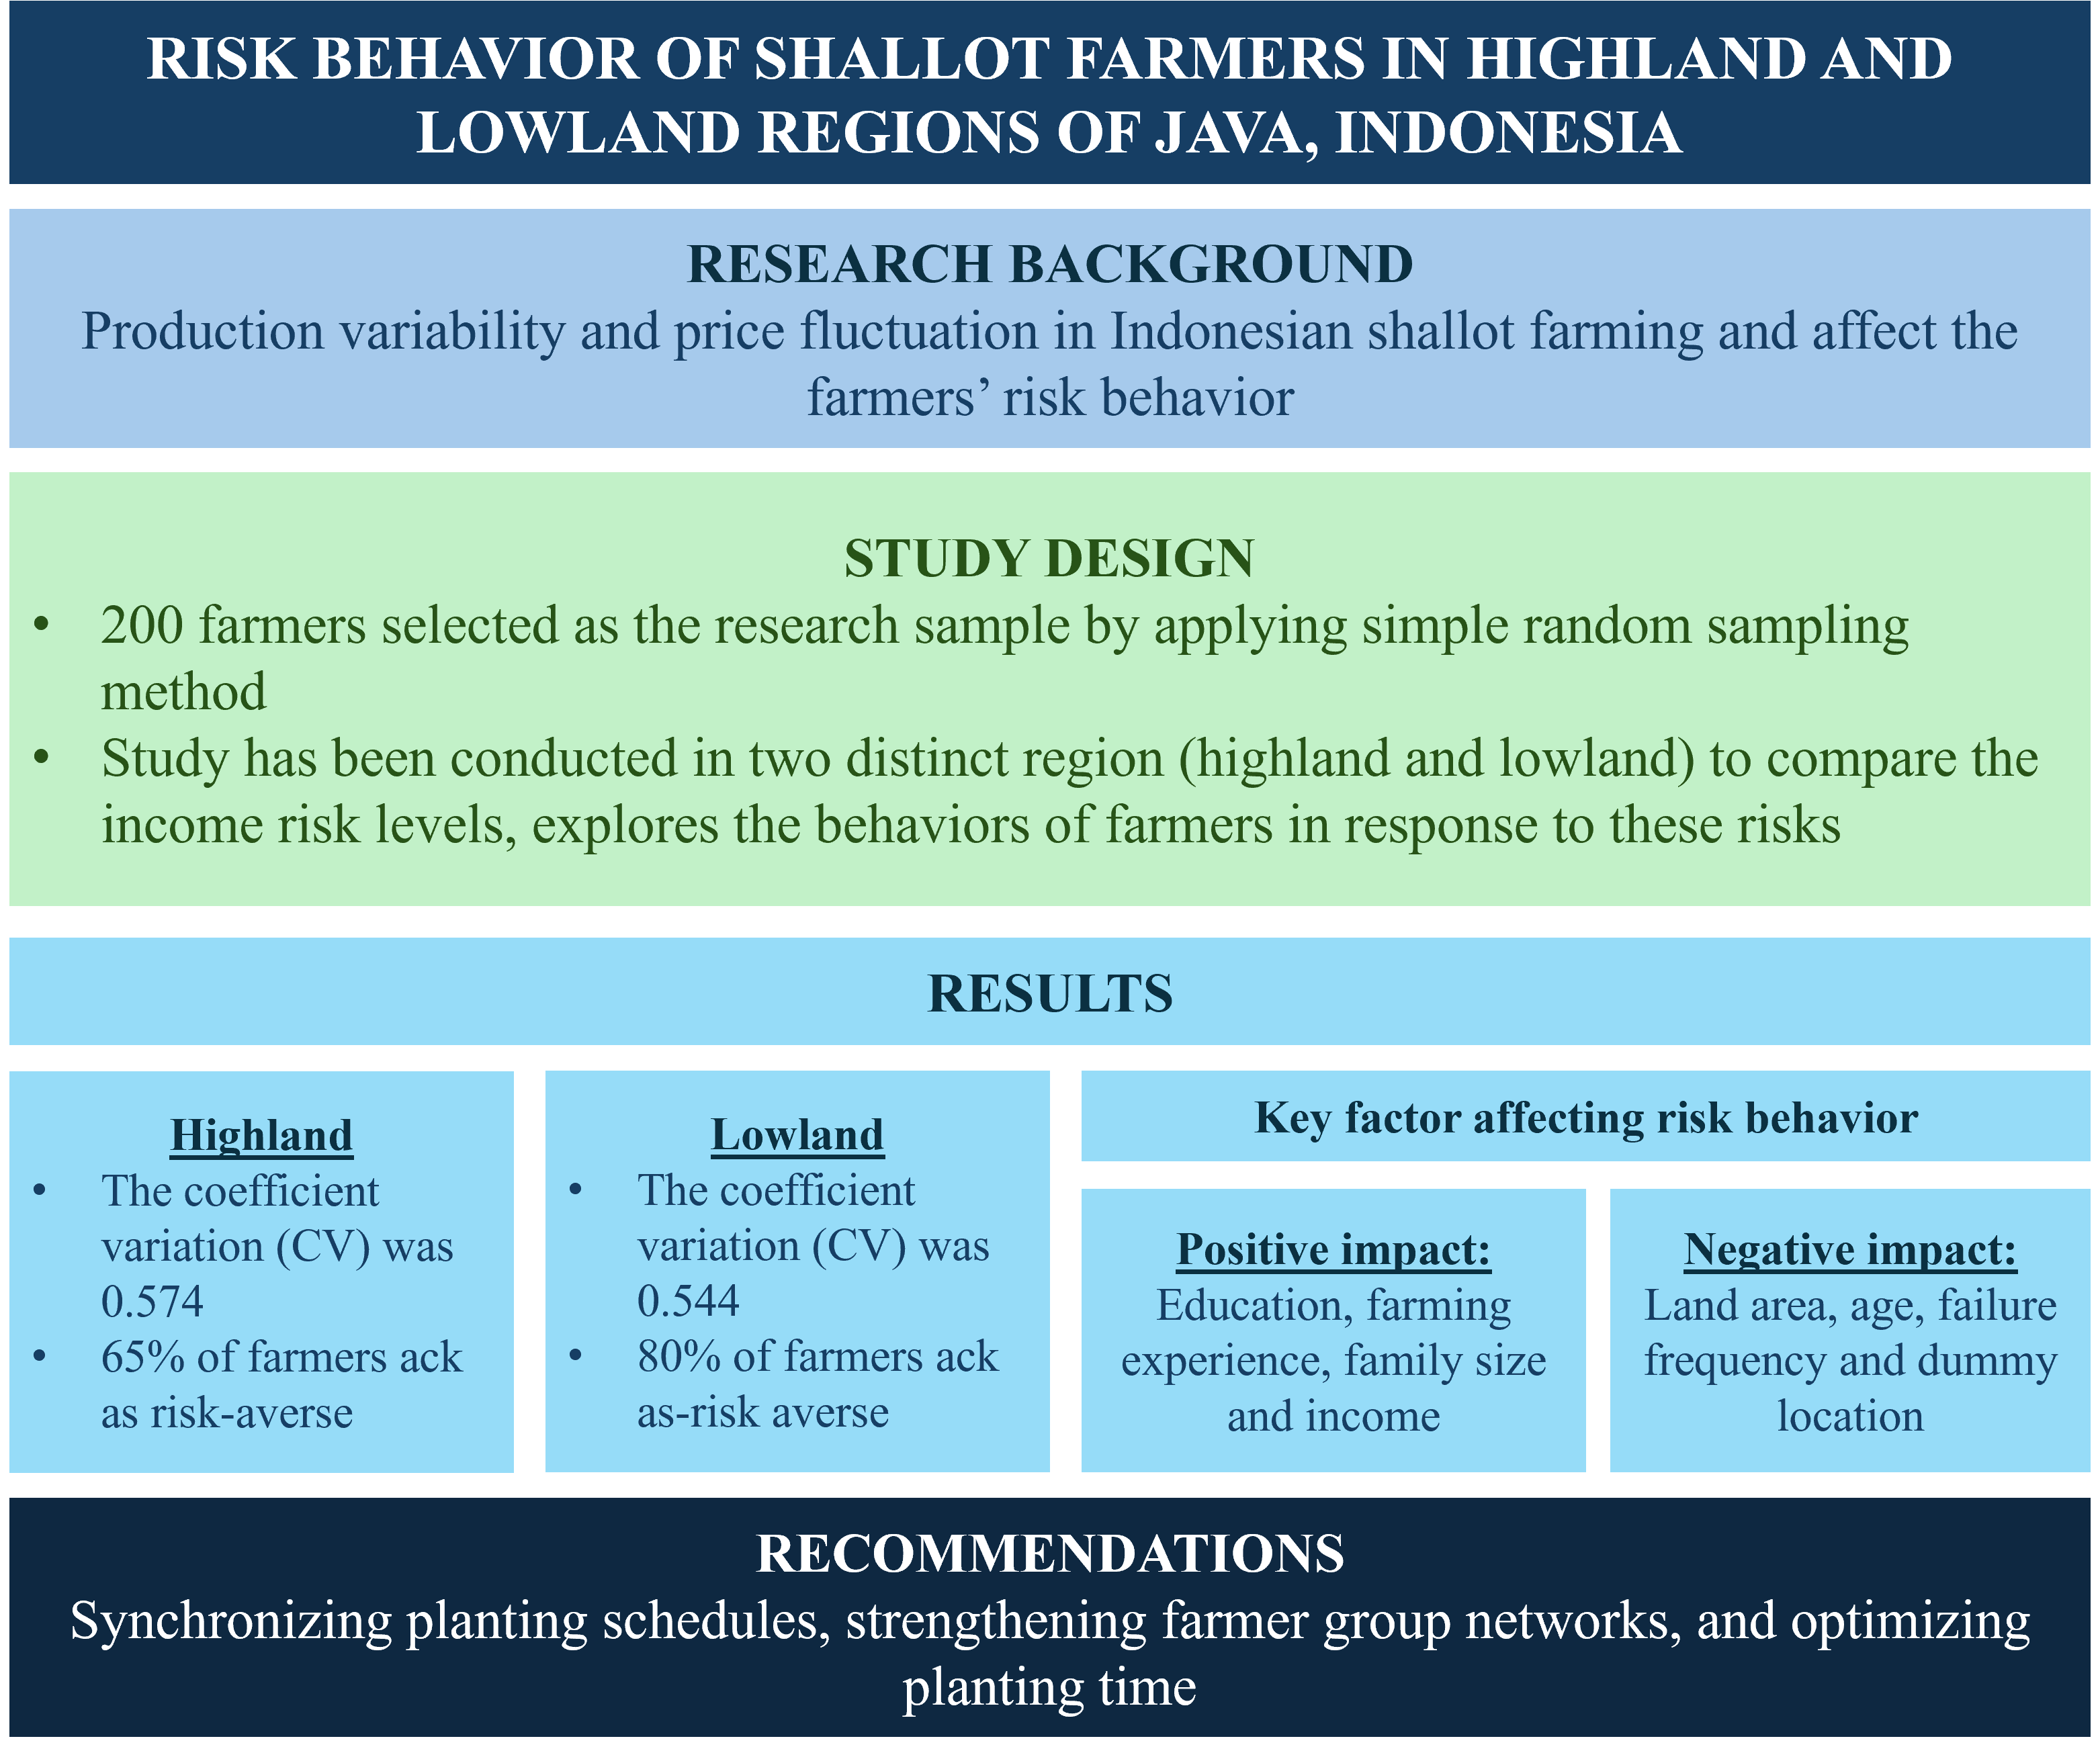 RISK BEHAVIOR OF SHALLOT FARMERS IN HIGHLAND AND
LOWLAND REGIONS OF JAVA, INDONESIA
RESEARCH BACKGROUND
Production variability and price fluctuation in Indonesian shallot farming and affect the
farmers’ risk behavior
STUDY DESIGN
• 200 farmers selected as the research sample by applying simple random sampling
method
• Study has been conducted in two distinct region (highland and lowland) to compare the
income risk levels, explores the behaviors of farmers in response to these risks
RESULTS
Highland
• The coefficient
variation (CV) was
0.574
• 65% of farmers ack
as risk-averse
Lowland
• The coefficient
variation (CV) was
0.544
• 80% of farmers ack
as-risk averse
Key factor affecting risk behavior
Positive impact:
Education, farming
experience, family size
and income
Negative impact:
Land area, age, failure
frequency and dummy
location
RECOMMENDATIONS
Synchronizing planting schedules, strengthening farmer group networks, and optimizing
planting time